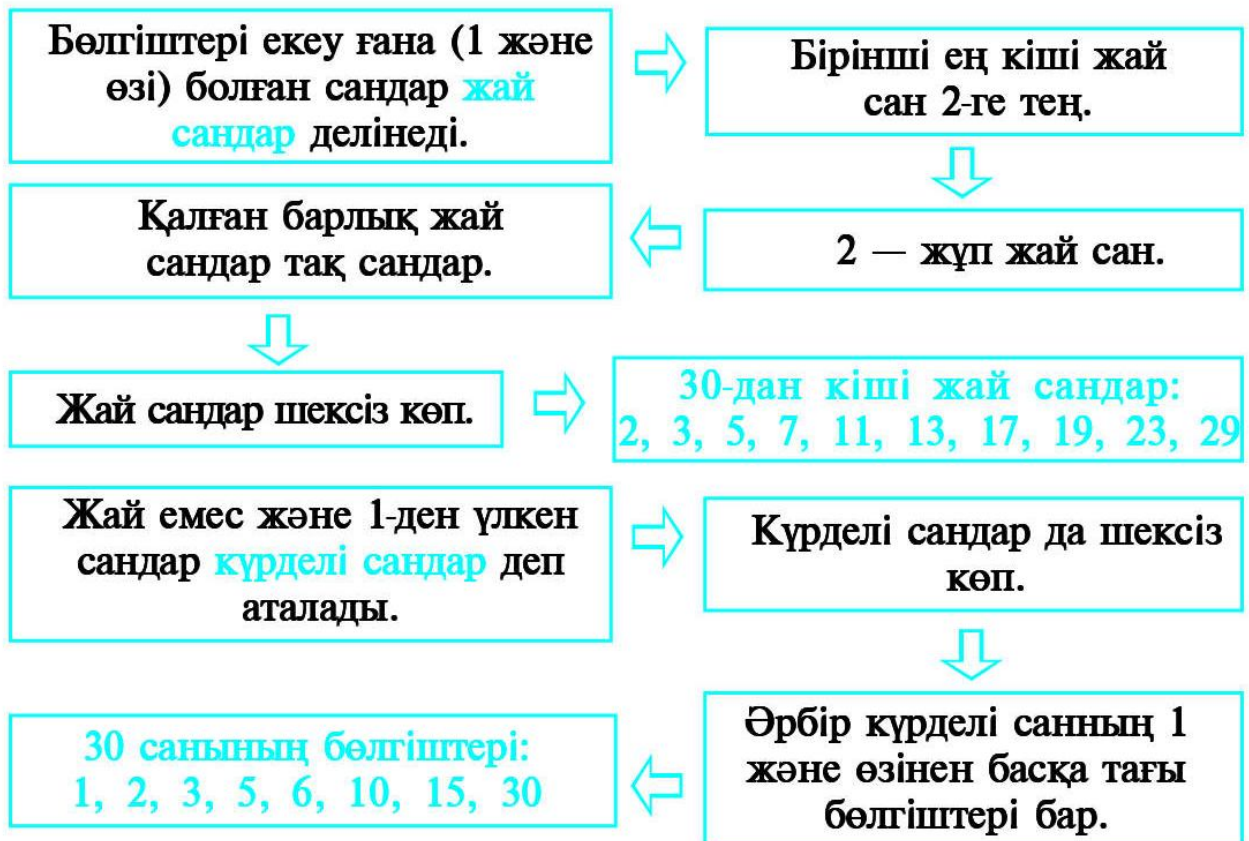 Бөлгіштері екеу ғана (1 және
өзі) болған сандар жай
сандар делінеді.
Бірінші ең кіші жай
сан 2-ге тең.
2 — жұп жай сан.
Қалған барлық жай
сандар тақ сандар.
Жай сандар шексіз көп.
30-дан кіші жай сандар:
2, 3, 5, 7, 11, 13, 17, 19, 23, 29
Жай емес және 1-ден үлкен
сандар күрделі сандар деп
аталады.
Күрделі сандар да шексіз
көп.
Әрбір күрделі санның 1
және өзінен басқа тағы
бөлгіштері бар.
30 санының бөлгіштері:
1, 2, 3, 5, 6, 10, 15, 30